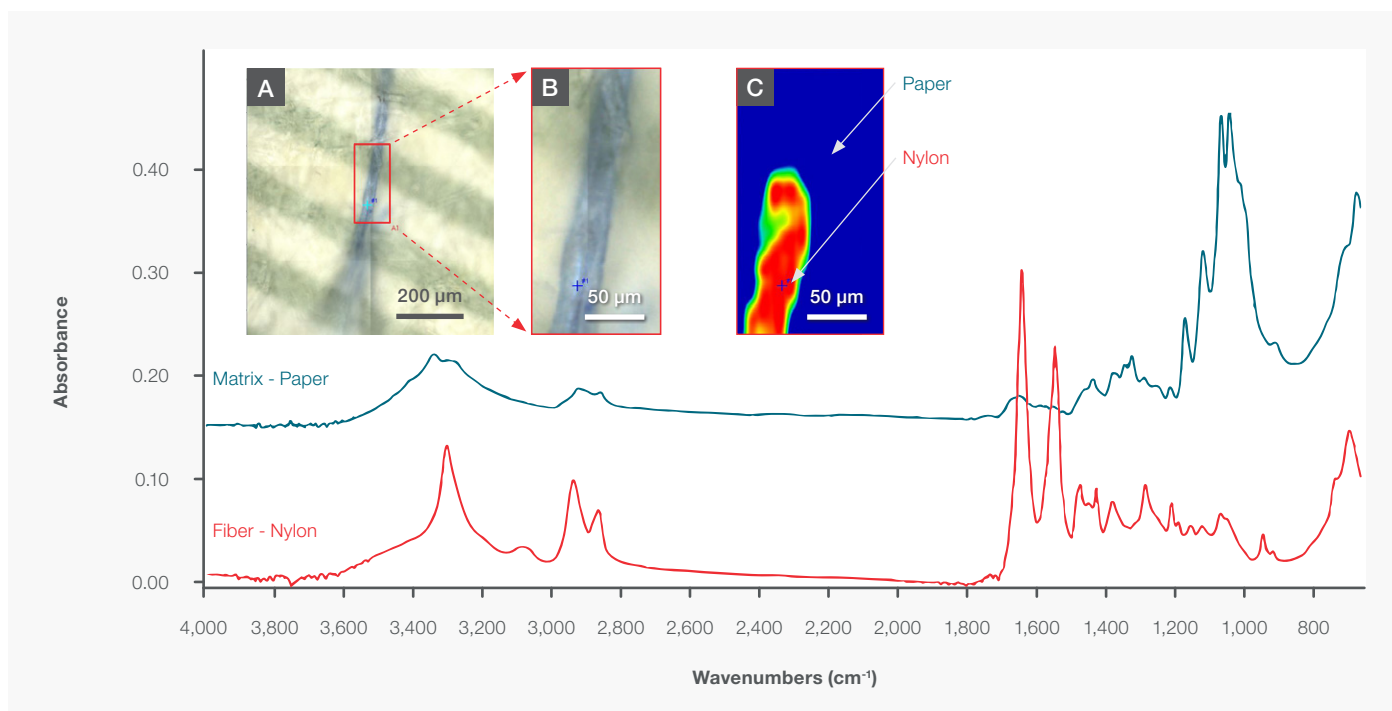 A
B
C
Paper
Nylon
200 µm
50 µm
50 µm
Matrix - Paper
Fiber - Nylon
Absorbance
0.40
0.30
0.20
0.10
0.00
4,000 3,800 3,600 3,400 3,200 3,000 2,800 2,600 2,400 2,200 2,000 1,800 1,600 1,400 1,200 1,000 800
Wavenumbers (cm⁻¹)